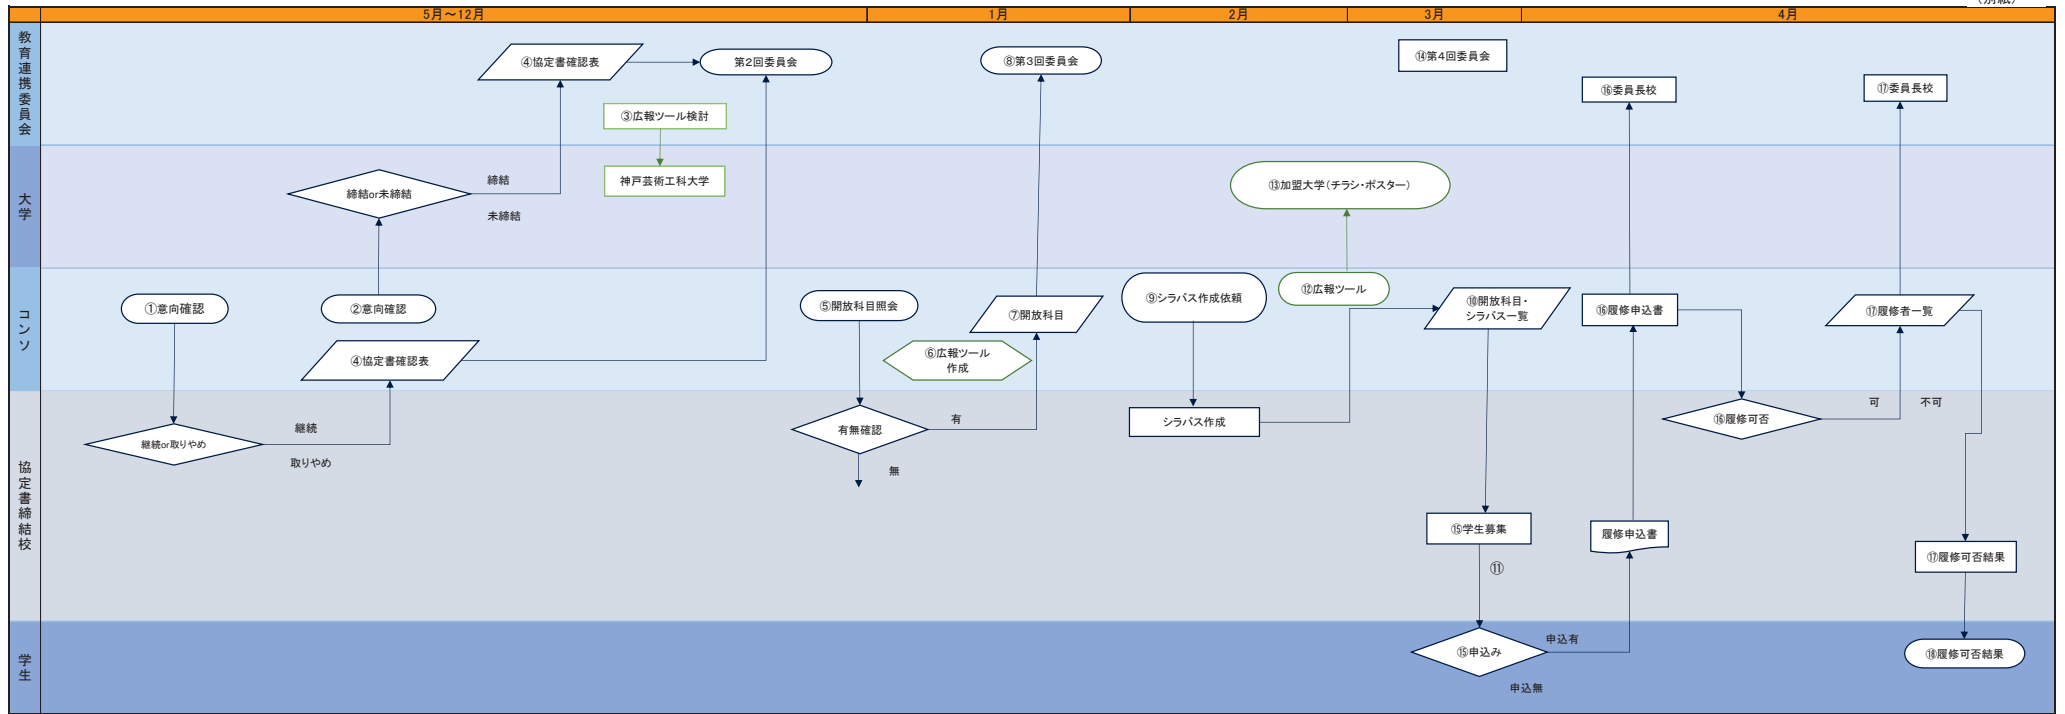 （別紙）
5月～12月
1月
2月
3月
4月
教育連携委員会
④協定書確認表
第2回委員会
⑧第3回委員会
⑭第4回委員会
⑯委員長校
⑰委員長校
③広報ツール検討
大学
神戸芸術工科大学
締結or未締結
締結
未締結
⑬加盟大学（チラシ・ポスター）
コンソ
①意向確認
②意向確認
④協定書確認表
⑤開放科目照会
⑥広報ツール
作成
⑦開放科目
⑨シラバス作成依頼
⑫広報ツール
⑩開放科目・
シラバス一覧
⑯履修申込書
⑰履修者一覧
協定書締結校
継続or取りやめ
継続
取りやめ
有無確認
有
無
シラバス作成
⑯履修可否
可
不可
⑮学生募集
⑪
履修申込書
⑰履修可否結果
学生
⑮申込み
申込有
申込無
⑱履修可否結果